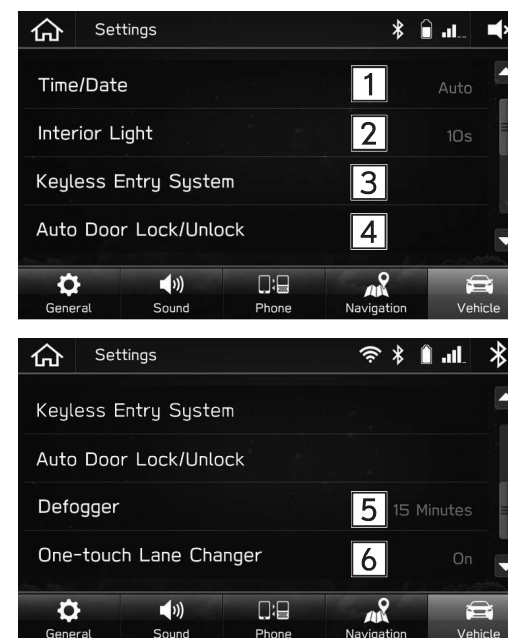 Settings
Time/Date 1 Auto
Interior Light 2 10s
Keyless Entry System 3
Auto Door Lock/Unlock 4
General Sound Phone Navigation Vehicle
Settings
Keyless Entry System
Auto Door Lock/Unlock
Defogger 5 15 Minutes
One-touch Lane Changer 6 On
General Sound Phone Navigation Vehicle